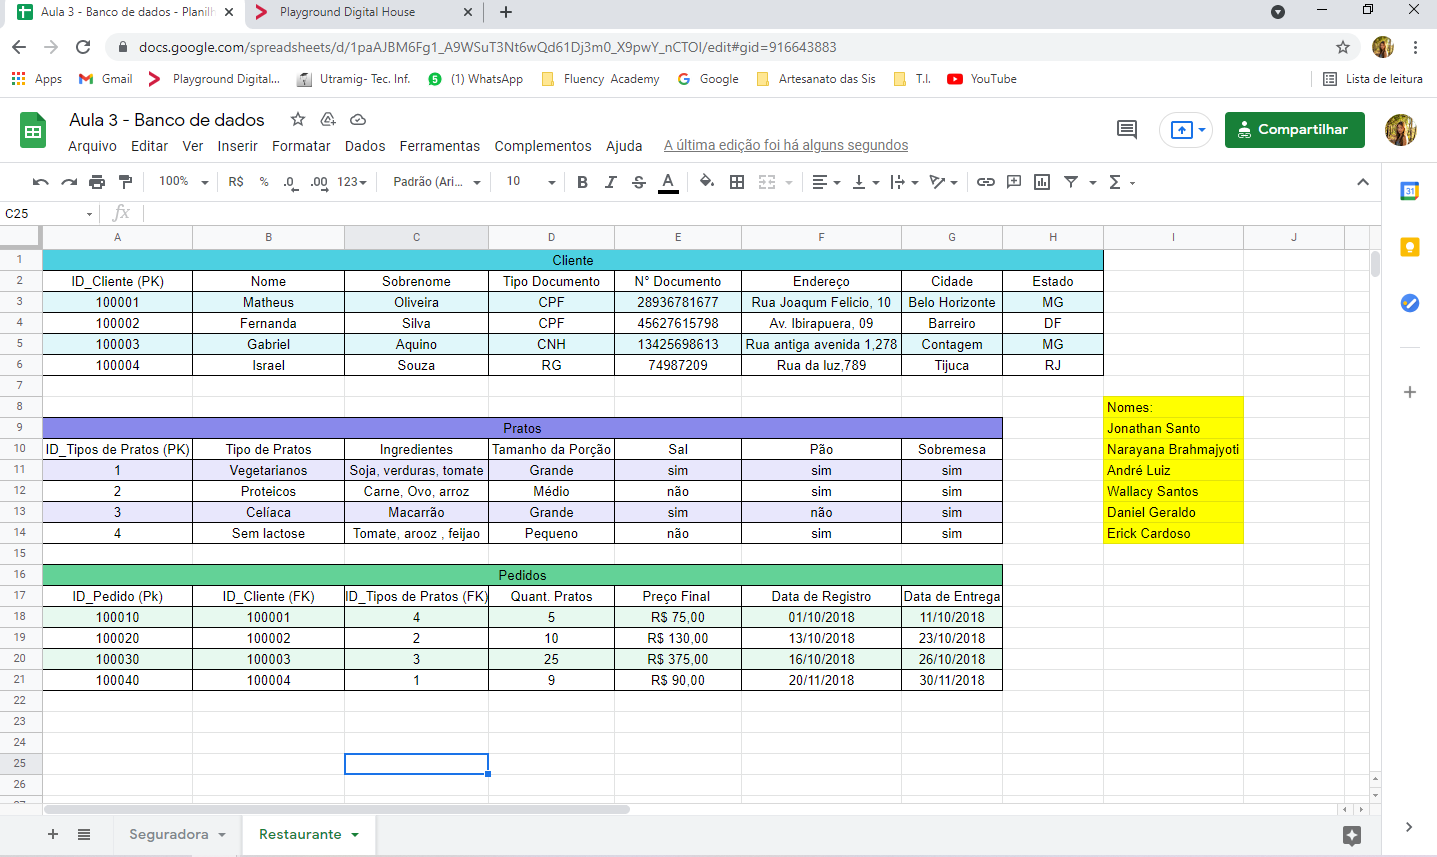 Aula 3 - Banco de dados - Planilh
Playground Digital House
docs.google.com/spreadsheets/d/1paAJBM6Fg1_A9WSuT3Nt6wQd61Dj3m0_X9pwY_nCTOI/edit#gid=916643883
Apps Gmail Playground Digital... Utramig- Tec. Inf. (1) WhatsApp Fluency Academy Google Artesanato das Sis T.I. YouTube Lista de leitura
Aula 3 - Banco de dados
Compartilhar
Arquivo Editar Ver Inserir Formatar Dados Ferramentas Complementos Ajuda A última edição foi há alguns segundos
100% R$ % .0 .00 123 Padrão (Ari... 10 B I S A Σ
31
C25 fx
A B C D E F G H I J
1 Cliente
2 ID_Cliente (PK) Nome Sobrenome Tipo Documento N° Documento Endereço Cidade Estado
3 100001 Matheus Oliveira CPF 28936781677 Rua Joaqum Felicio, 10 Belo Horizonte MG
4 100002 Fernanda Silva CPF 45627615798 Av. Ibirapuera, 09 Barreiro DF
5 100003 Gabriel Aquino CNH 13425698613 Rua antiga avenida 1,278 Contagem MG
6 100004 Israel Souza RG 74987209 Rua da luz,789 Tijuca RJ
7
8 Nomes:
9 Pratos Jonathan Santo
10 ID_Tipos de Pratos (PK) Tipo de Pratos Ingredientes Tamanho da Porção Sal Pão Sobremesa Narayana Brahmajyoti
11 1 Vegetarianos Soja, verduras, tomate Grande sim sim sim André Luiz
12 2 Proteicos Carne, Ovo, arroz Médio não sim sim Wallacy Santos
13 3 Celíaca Macarrão Grande sim não sim Daniel Geraldo
14 4 Sem lactose Tomate, arooz , feijao Pequeno não sim sim Erick Cardoso
15
16 Pedidos
17 ID_Pedido (Pk) ID_Cliente (FK) ID_Tipos de Pratos (FK) Quant. Pratos Preço Final Data de Registro Data de Entrega
18 100010 100001 4 5 R$ 75,00 01/10/2018 11/10/2018
19 100020 100002 2 10 R$ 130,00 13/10/2018 23/10/2018
20 100030 100003 3 25 R$ 375,00 16/10/2018 26/10/2018
21 100040 100004 1 9 R$ 90,00 20/11/2018 30/11/2018
22
23
24
25
26
Seguradora Restaurante